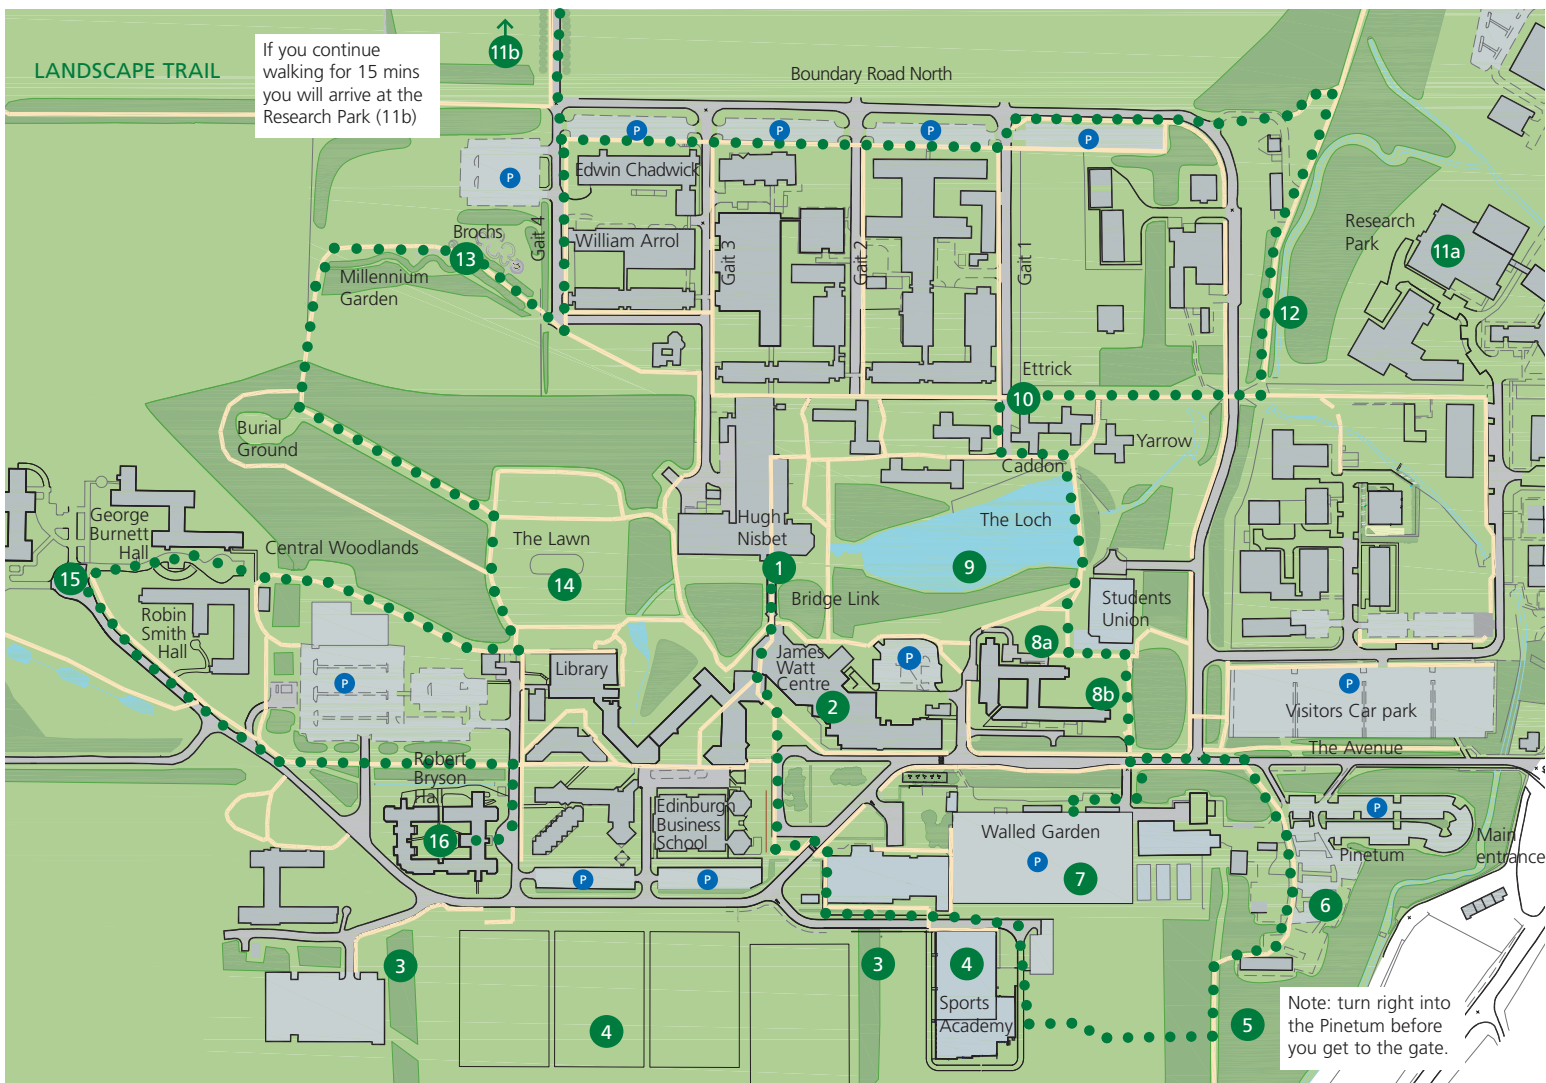 LANDSCAPE TRAIL
11b
If you continue
walking for 15 mins
you will arrive at the
Research Park (11b)
Boundary Road North
P
P
P
P
P
Edwin Chadwick
William Arrol
Gait 4
Gait 3
Gait 2
Gait 1
Research
Park
11a
Brochs
13
Millennium
Garden
12
Ettrick
10
Burial
Ground
Yarrow
Caddon
George
Burnett
Hall
Central Woodlands
The Lawn
14
Hugh
Nisbet
The Loch
9
1
15
Bridge Link
Students
Union
Robin
Smith
Hall
8a
James
Watt
Centre
P
Library
P
2
8b
P
Visitors Car park
The Avenue
Robert
Bryson
Hall
16
Edinburgh
Business
School
Walled Garden
P
7
P
Main
entrance
Pinetum
P
P
6
3
4
3
4
Sports
Academy
5
Note: turn right into
the Pinetum before
you get to the gate.